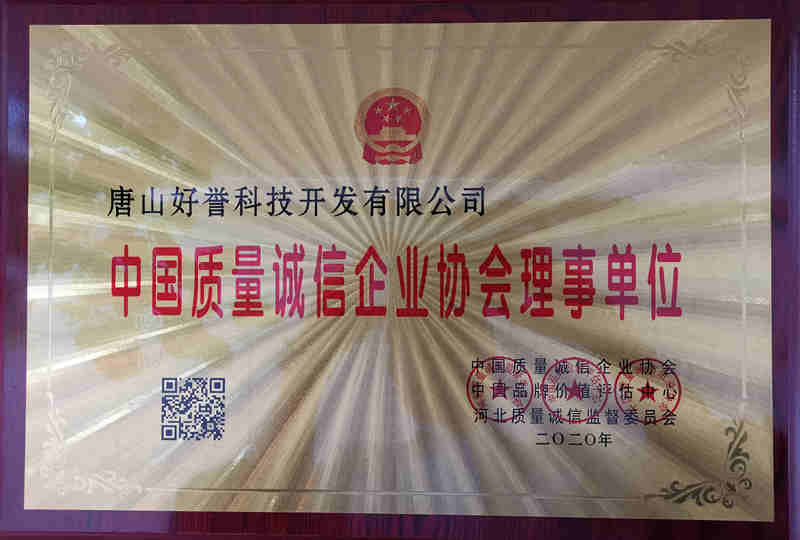 唐山好誉科技开发有限公司
中国质量诚信企业协会理事单位
中国质量诚信企业协会
中国品牌价值评估中心
河北质量诚信监督委员会
二〇二〇年